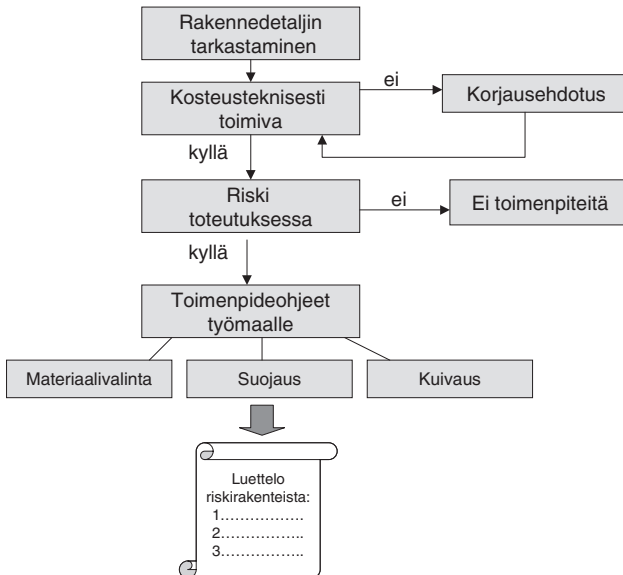 Rakennedetaljin
tarkastaminen
Kosteusteknisesti
toimiva
ei
Korjausehdotus
kyllä
Riski
toteutuksessa
ei
Ei toimenpiteitä
kyllä
Toimenpideohjeet
työmaalle
Materiaalivalinta
Suojaus
Kuivaus
Luettelo
riskirakenteista:
1.................
2.................
3.................